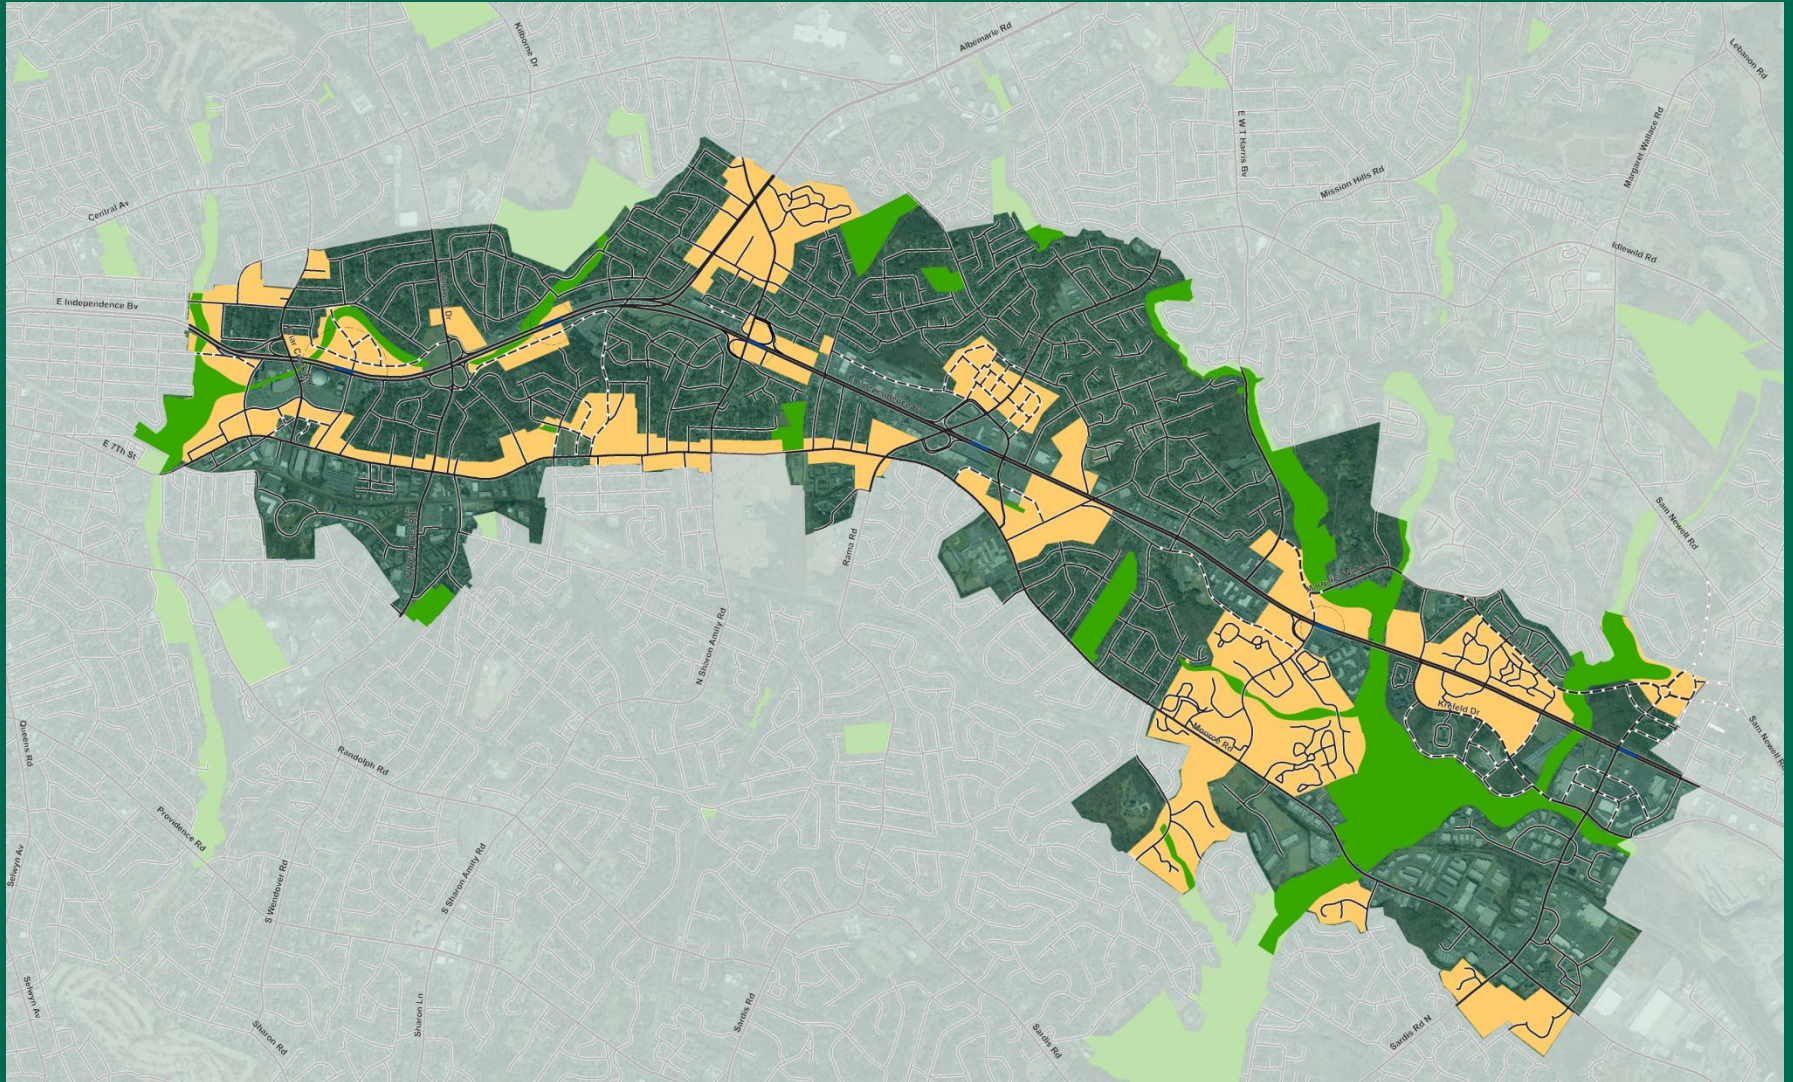 Kilborne Dr
Albemarle Rd
Lebanon Rd
Margaret Wallace Rd
E W T Harris Bv
Mission Hills Rd
Central Av
Idlewild Rd
E Independence Bv
Dr
E 7Th St
Sam Newell Rd
Rama Rd
N Sharon Amity Rd
Krefeld Dr
Monroe Rd
Sam Newell Rd
Queens Rd
Randolph Rd
Providence Rd
Selwyn Av
S Wendover Rd
S Sharon Amity Rd
Selwyn Av
Sharon Rd
Sharon Ln
Sardis Rd
Sardis Rd
Sardis Rd N